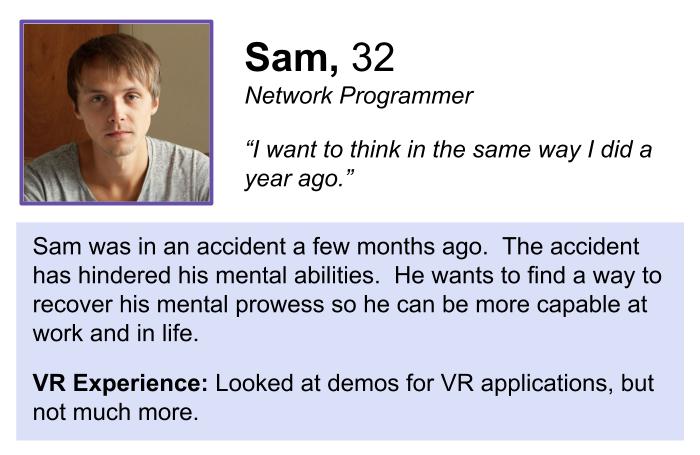 Sam, 32
Network Programmer
“I want to think in the same way I did a
year ago.”
Sam was in an accident a few months ago.  The accident
has hindered his mental abilities.  He wants to find a way to
recover his mental prowess so he can be more capable at
work and in life.
VR Experience: Looked at demos for VR applications, but
not much more.